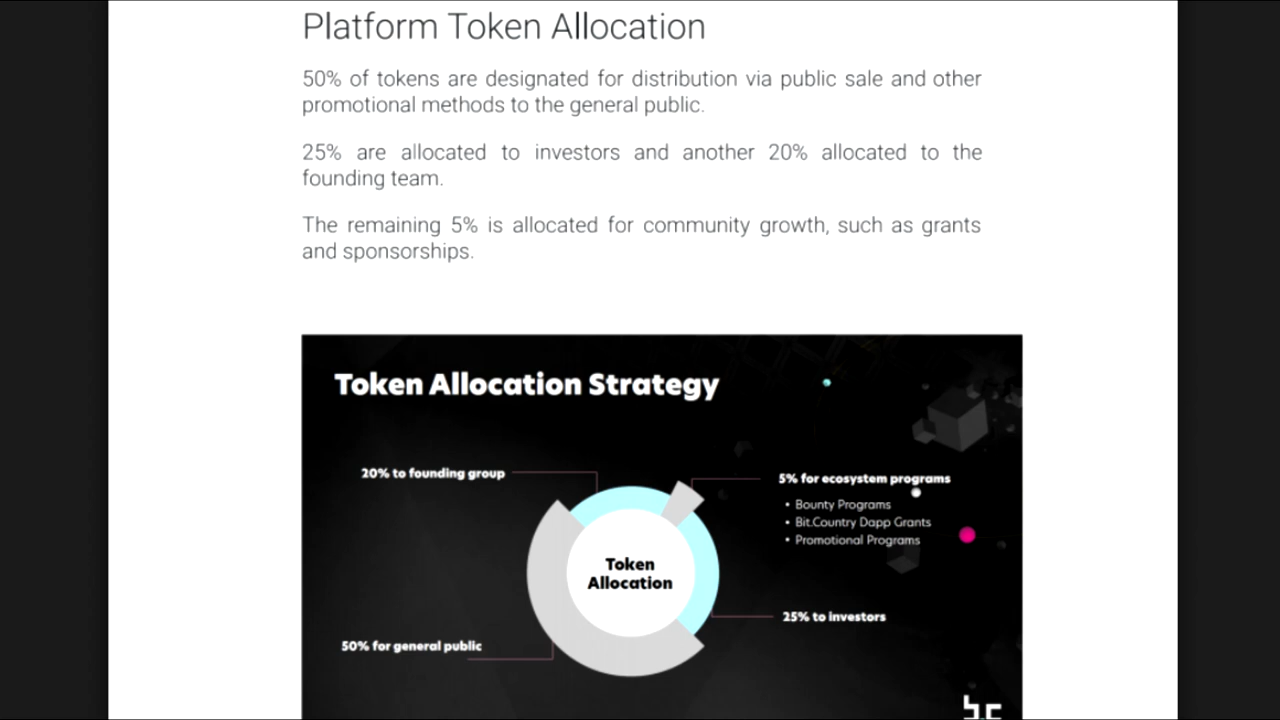 Platform Token Allocation
50% of tokens are designated for distribution via public sale and other
promotional methods to the general public.
25% are allocated to investors and another 20% allocated to the
founding team.
The remaining 5% is allocated for community growth, such as grants
and sponsorships.
Token Allocation Strategy
20% to founding group
5% for ecosystem programs
• Bounty Programs
• Bit.Country Dapp Grants
• Promotional Programs
Token
Allocation
25% to investors
50% for general public